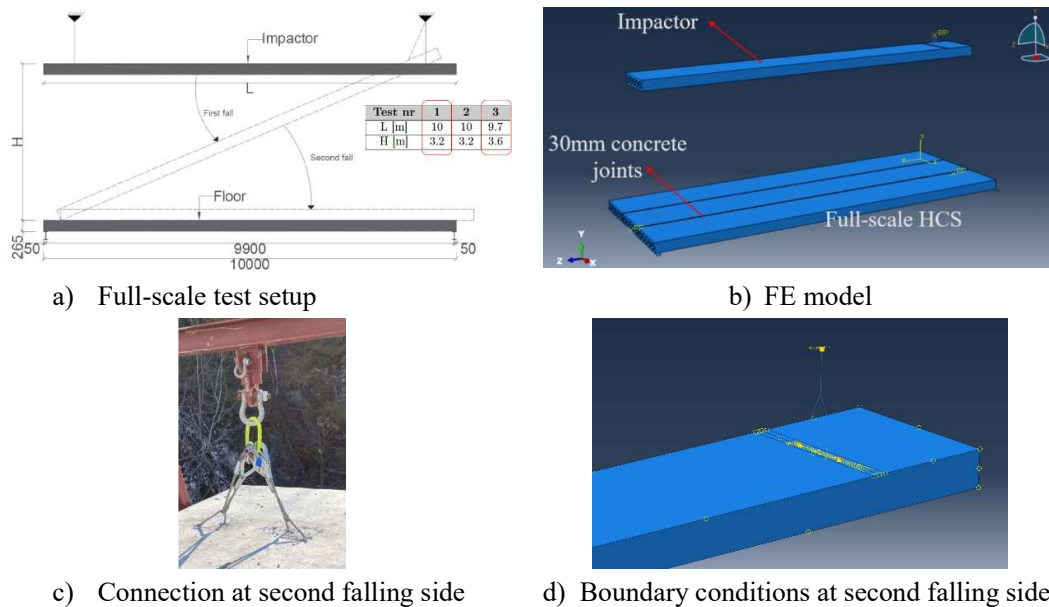 Impactor
L
First fall
H
Test nr 1 2 3
L [m] 10 10 9.7
H [m] 3.2 3.2 3.6
Second fall
Floor
265
50 9900 50
10000
a) Full-scale test setup
Impactor
RP
30mm concrete
joints
Full-scale HCS
Y
Z X
b) FE model
c) Connection at second falling side
d) Boundary conditions at second falling side